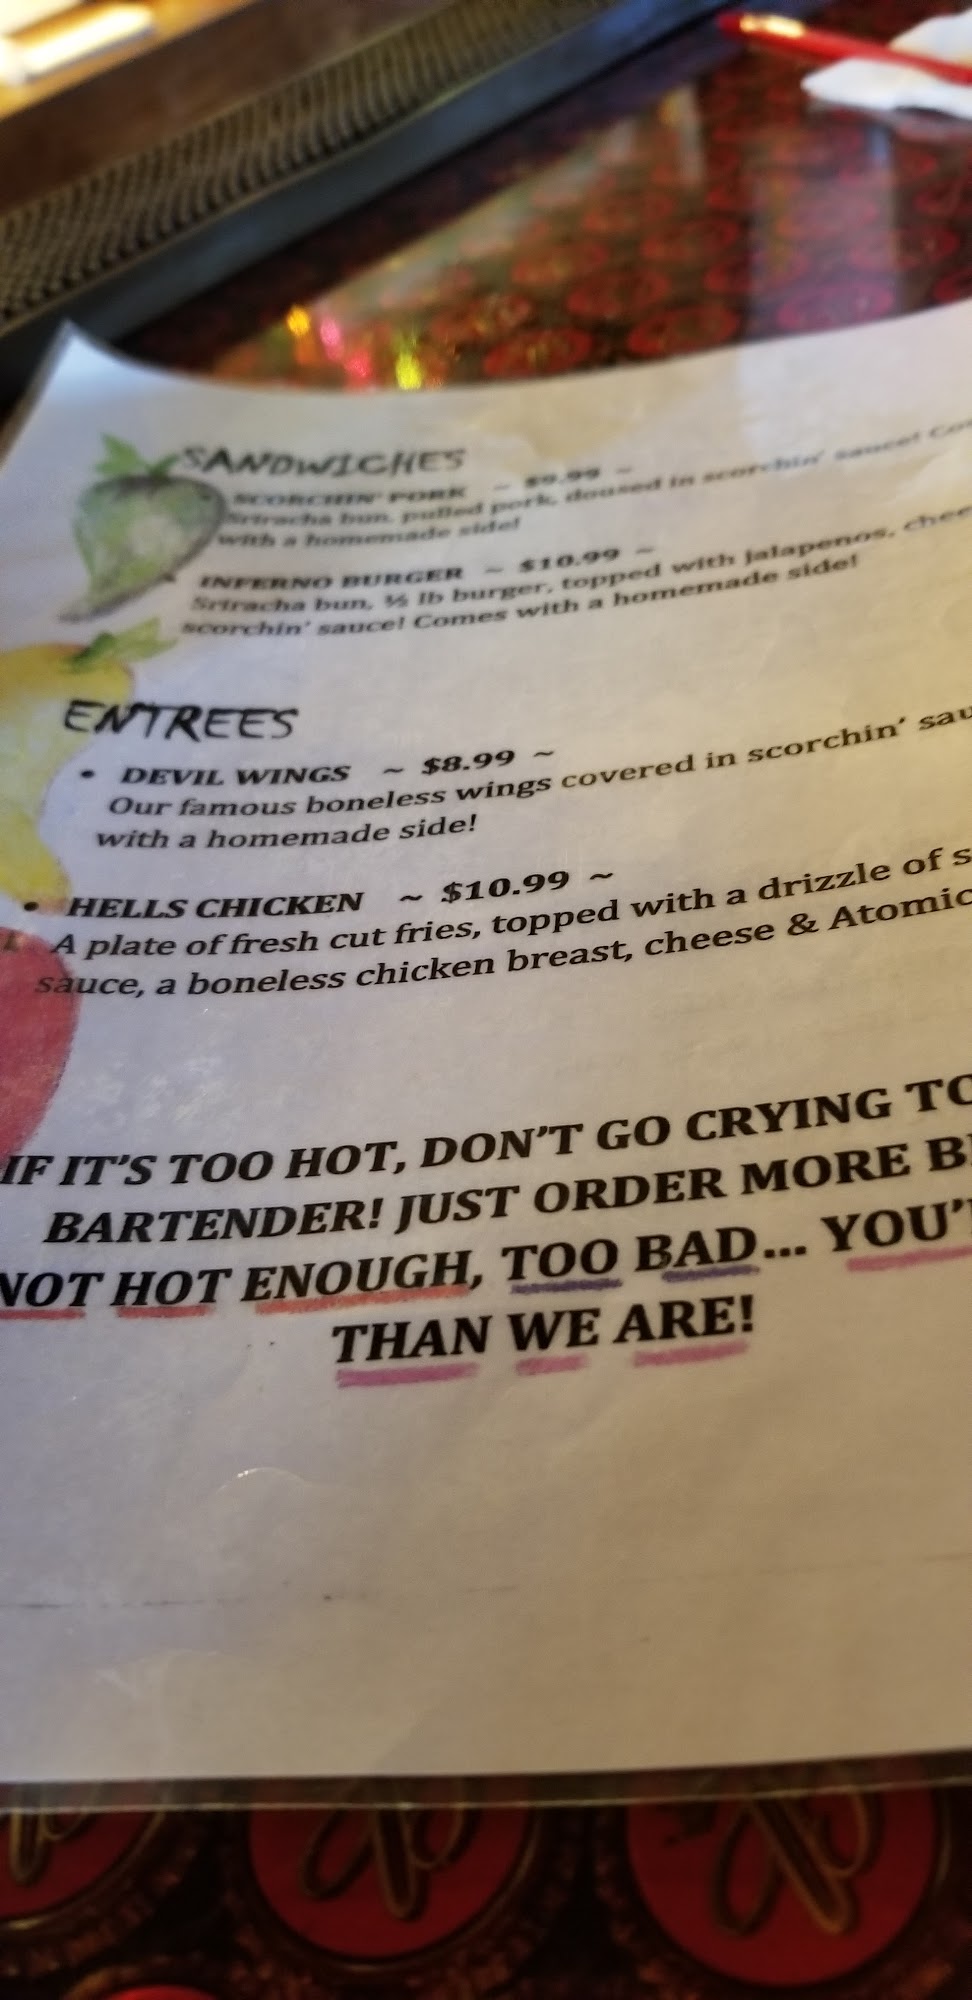 SANDWICHES
SCORCHIN' PORK ~ $9.99 ~
Sriracha bun, pulled pork, doused in scorchin' sauce!
with a homemade side!
INFERNO BURGER ~ $10.99 ~
Sriracha bun, ⅓ lb burger, topped with jalapenos,
scorchin' sauce! Comes with a homemade side!
ENTREES
• DEVIL WINGS ~ $8.99 ~
Our famous boneless wings covered in scorchin' sau
with a homemade side!
• HELLS CHICKEN ~ $10.99 ~
A plate of fresh cut fries, topped with a drizzle of s
sauce, a boneless chicken breast, cheese & Atomic
IF IT'S TOO HOT, DON'T GO CRYING TO
BARTENDER! JUST ORDER MORE B
NOT HOT ENOUGH, TOO BAD... YOU'
THAN WE ARE!